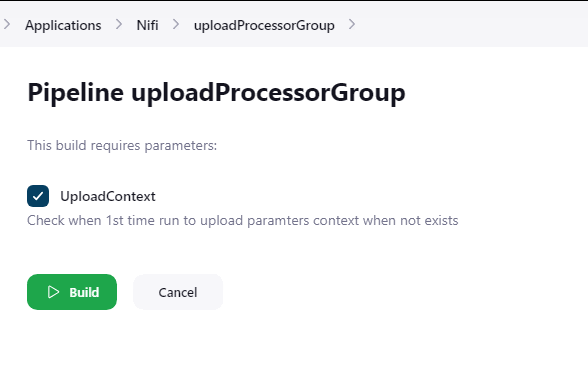 Applications > Nifi > uploadProcessorGroup >
Pipeline uploadProcessorGroup
This build requires parameters:
UploadContext
Check when 1st time run to upload paramters context when not exists
Build Cancel